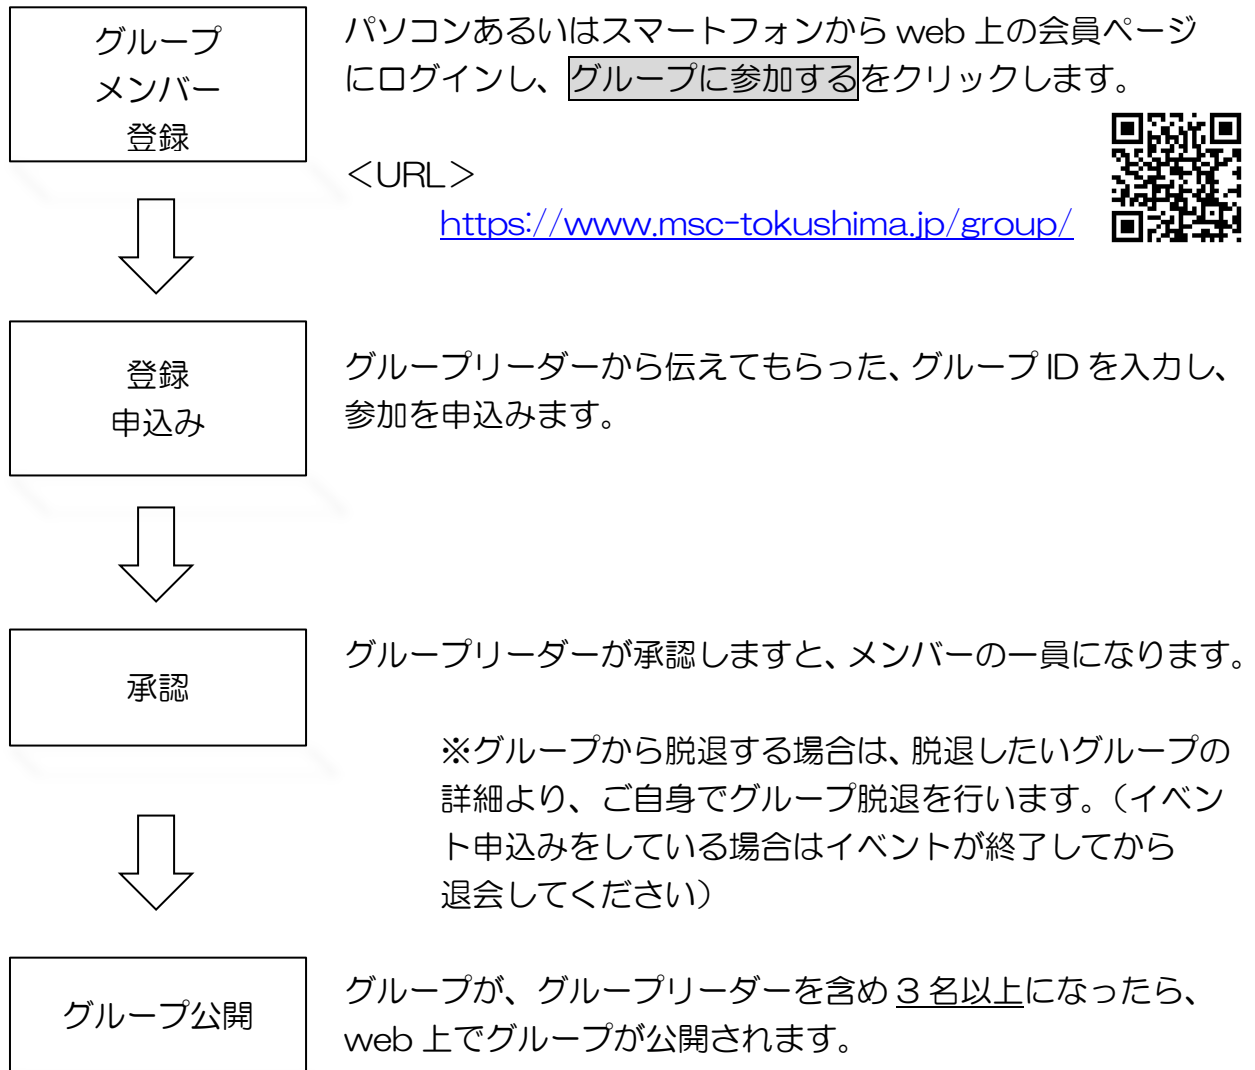 グループ
メンバー
登録
パソコンあるいはスマートフォンから web 上の会員ページ
にログインし、グループに参加するをクリックします。
＜URL＞
https://www.msc-tokushima.jp/group/
登録
申込み
グループリーダーから伝えてもらった、グループ ID を入力し、
参加を申込みます。
承認
グループリーダーが承認しますと、メンバーの一員になります。
※グループから脱退する場合は、脱退したいグループの
詳細より、ご自身でグループ脱退を行います。（イベン
ト申込みをしている場合はイベントが終了してから
退会してください）
グループ公開
グループが、グループリーダーを含め 3 名以上になったら、
web 上でグループが公開されます。